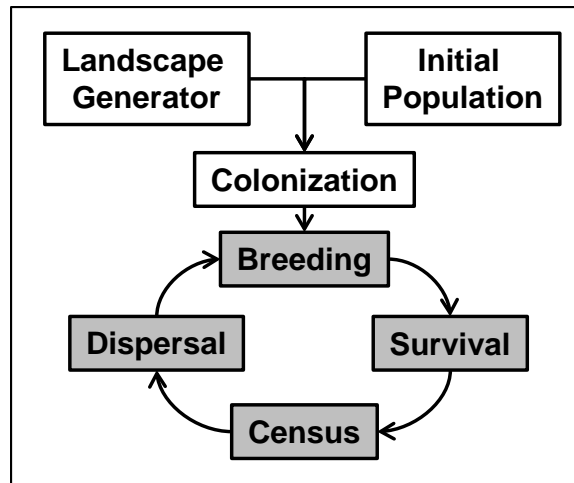 Landscape
Generator
Initial
Population
Colonization
Breeding
Dispersal
Survival
Census